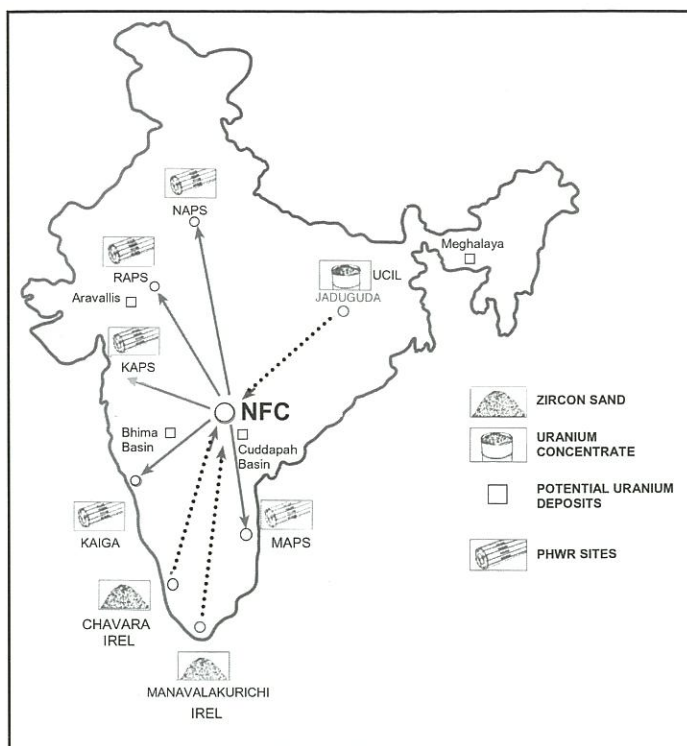 NAPS
Meghalaya
UCIL
RAPS
JADUGUDA
Aravallis
KAPS
NFC
ZIRCON SAND
Bhima
Basin
Cuddapah
Basin
URANIUM
CONCENTRATE
POTENTIAL URANIUM
DEPOSITS
KAIGA
MAPS
PHWR SITES
CHAVARA
IREL
MANAVALAKURICHI
IREL